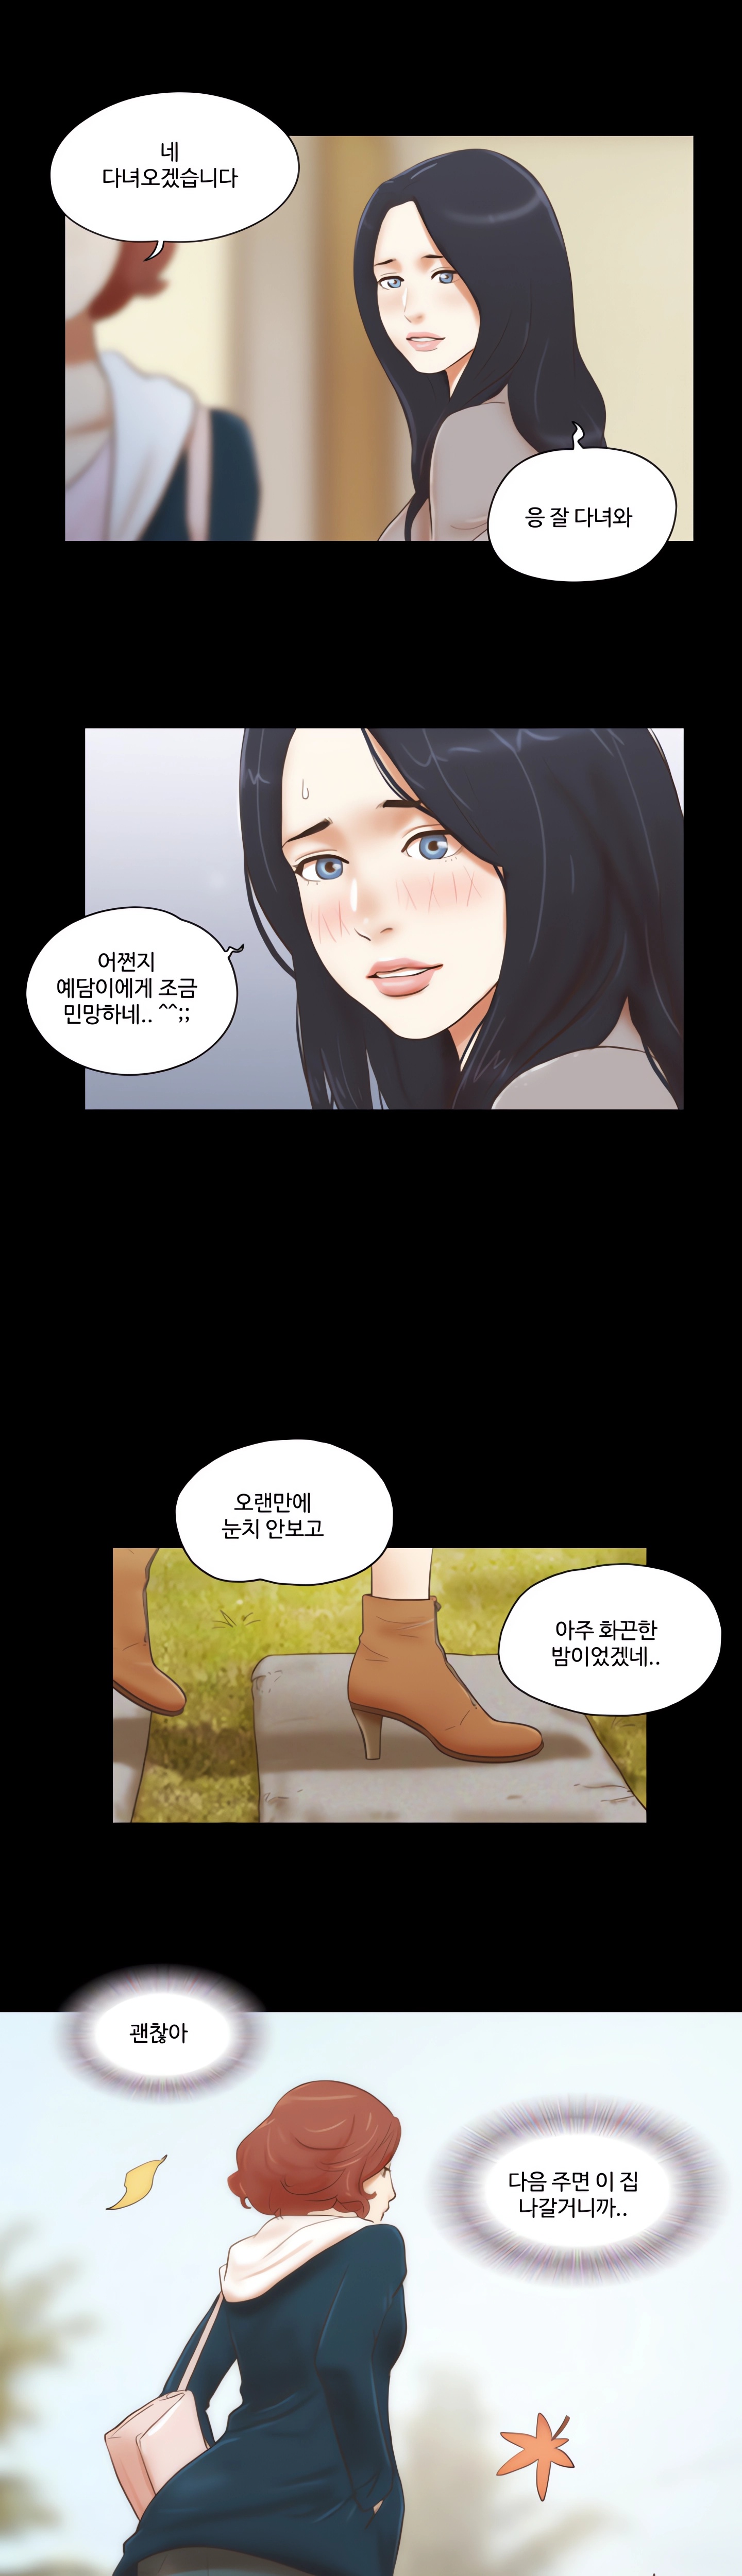 네
다녀오겠습니다
응 잘 다녀와
어쩐지
예담이에게 조금
민망하네.. ^^;;
오랜만에
눈치 안보고
아주 화끈한
밤이었겠네..
괜찮아
다음 주면 이 집
나갈거니까..